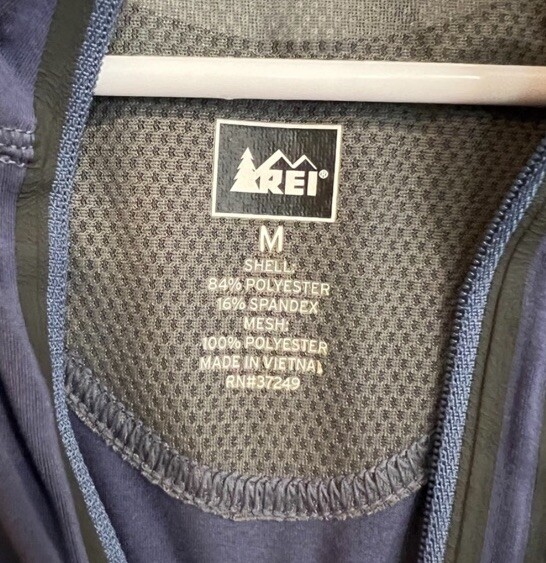 REI®
M
SHELL:
84% POLYESTER
16% SPANDEX
MESH:
100% POLYESTER
MADE IN VIETNAM
RN#37249